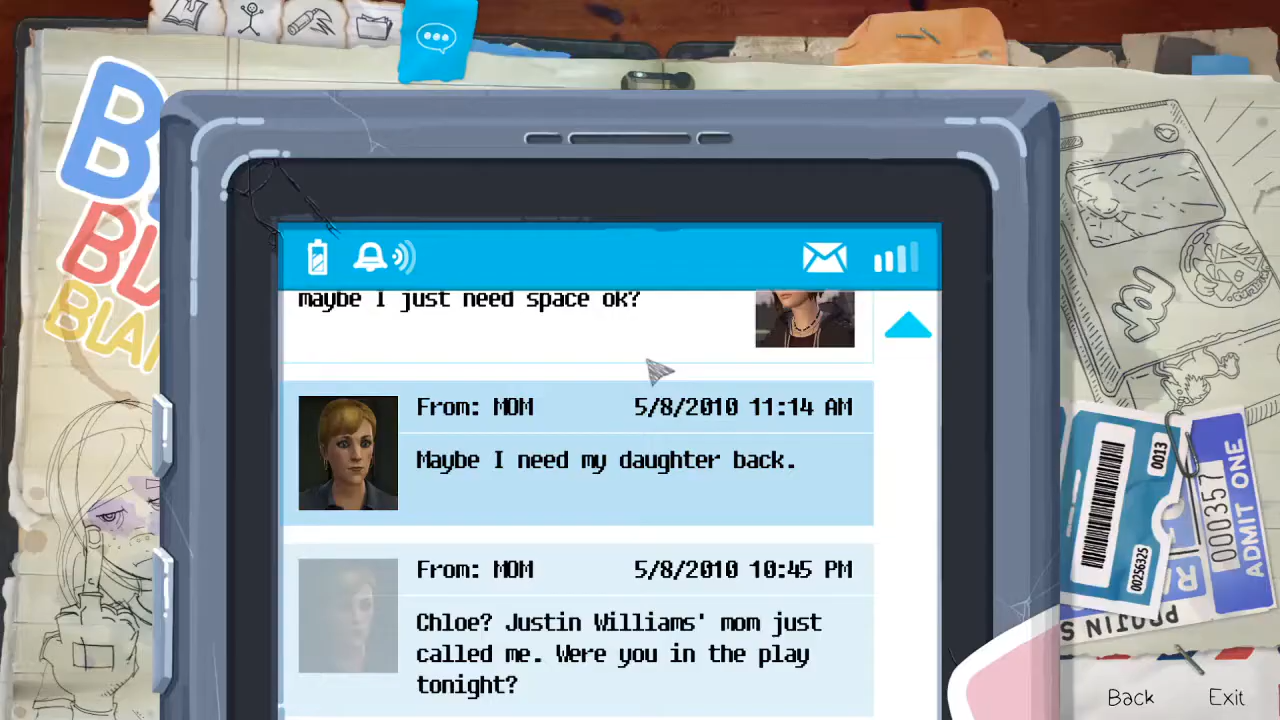 maybe I just need space ok?
From: MOM 5/8/2010 11:14 AM
Maybe I need my daughter back.
From: MOM 5/8/2010 10:45 PM
Chloe? Justin Williams' mom just
called me. Were you in the play
tonight?
0013
00256325
000357
ADMIT ONE
Back
Exit